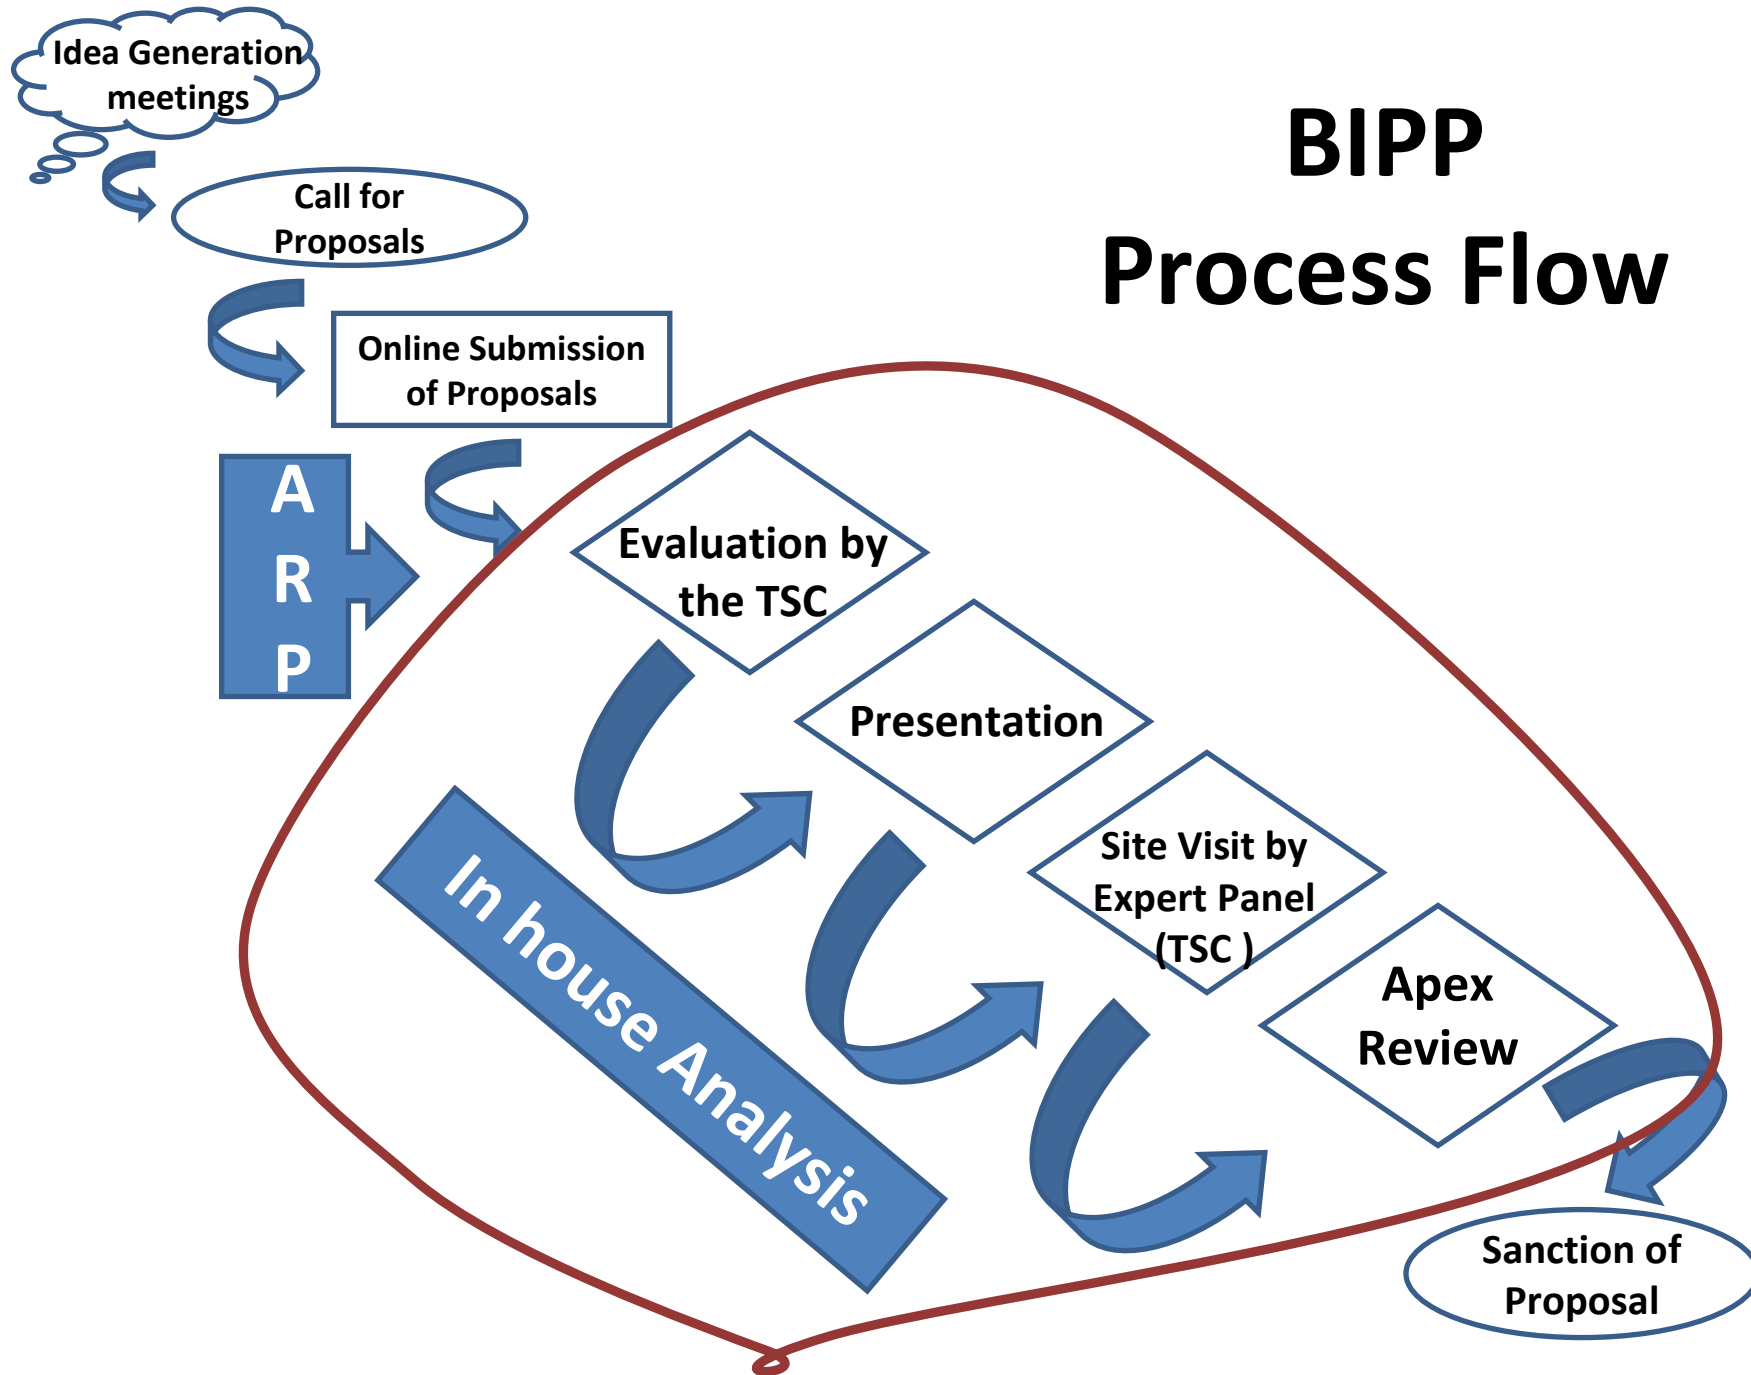 Idea Generation
meetings
BIPP
Process Flow
Call for
Proposals
Online Submission
of Proposals
A
R
P
Evaluation by
the TSC
Presentation
Site Visit by
Expert Panel
(TSC )
Apex
Review
In house Analysis
Sanction of
Proposal